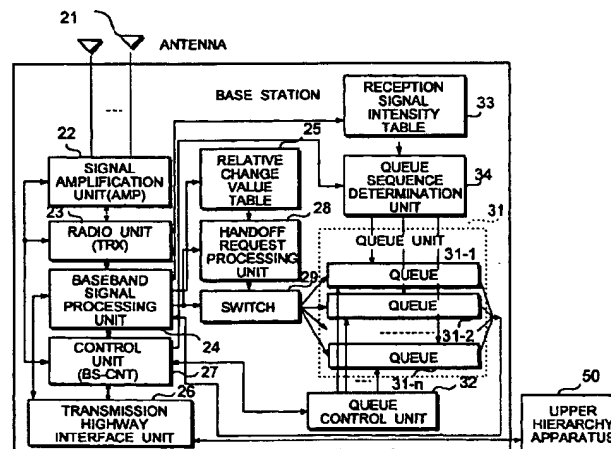 21
ANTENNA
BASE STATION
RECEPTION
SIGNAL
INTENSITY
TABLE
33
22
SIGNAL
AMPLIFICATION
UNIT(AMP)
25
RELATIVE
CHANGE
VALUE
TABLE
QUEUE
SEQUENCE
DETERMINATION
UNIT
34
23
RADIO UNIT
(TRX)
28
HANDOFF
REQUEST
PROCESSING
UNIT
31
QUEUE UNIT
31-1
QUEUE
29
SWITCH
BASEBAND
SIGNAL
PROCESSING
UNIT
24
QUEUE
31-2
QUEUE
31-n
CONTROL
UNIT
(BS-CNT)
27
26
TRANSMISSION
HIGHWAY
INTERFACE UNIT
32
QUEUE
CONTROL UNIT
50
UPPER
HIERARCHY
APPARATUS